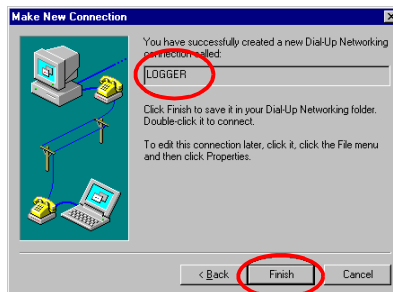 Make New Connection
You have successfully created a new Dial-Up Networking
connection called:
LOGGER
Click Finish to save it in your Dial-Up Networking folder.
Double-click it to connect.
To edit this connection later, click it, click the File menu
and then click Properties.
< Back
Finish
Cancel